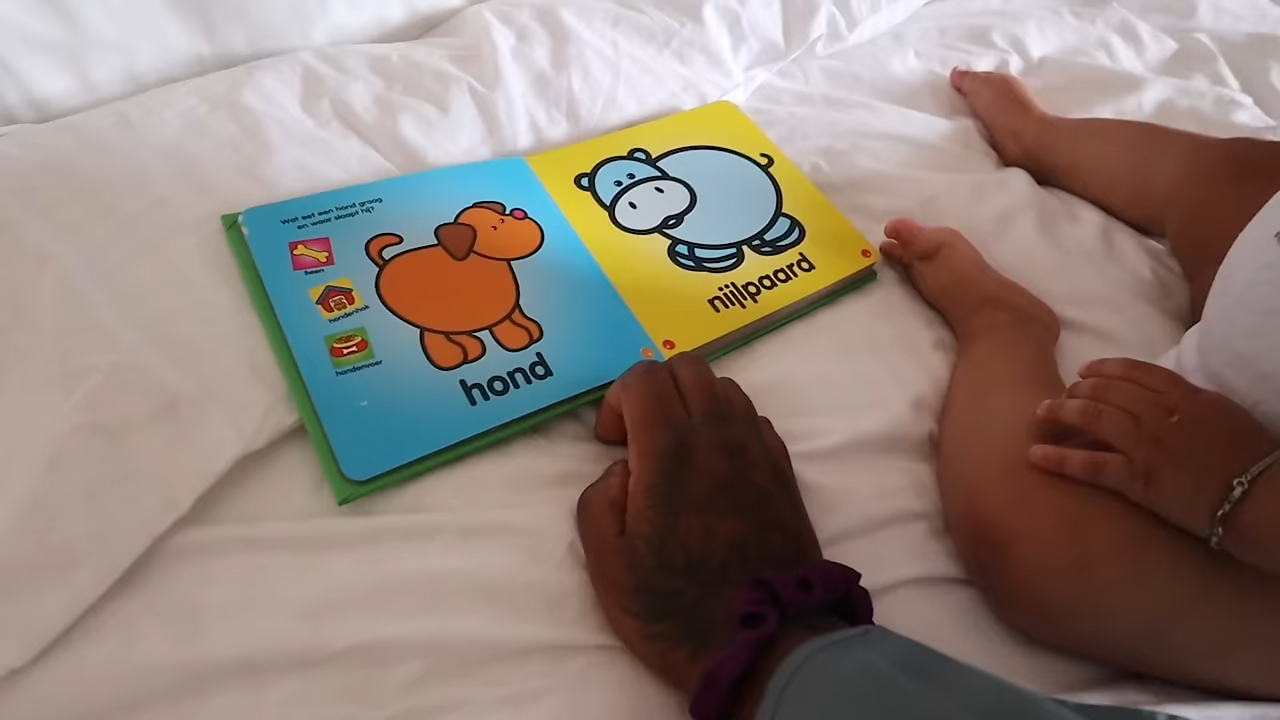 Wat eet een hond graag
en waar slaapt hij?
been
hondenhok
hondenvoer
hond
nijlpaard